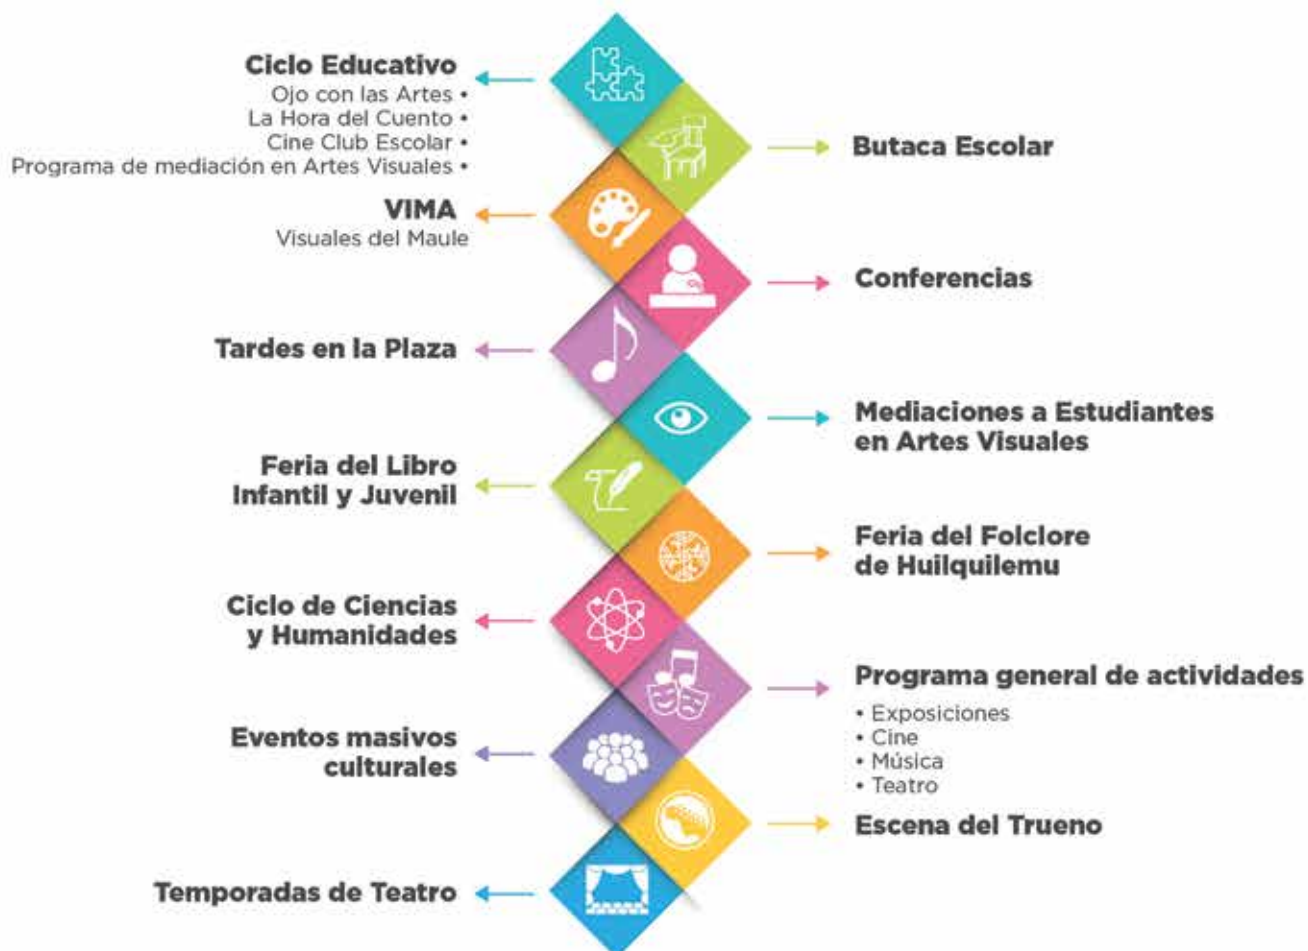 Ciclo Educativo
Ojo con las Artes •
La Hora del Cuento •
Cine Club Escolar •
Programa de mediación en Artes Visuales •
Butaca Escolar
VIMA
Visuales del Maule
Conferencias
Tardes en la Plaza
Mediaciones a Estudiantes
en Artes Visuales
Feria del Libro
Infantil y Juvenil
Feria del Folclore
de Huilquilemu
Ciclo de Ciencias
y Humanidades
Programa general de actividades
• Exposiciones
• Cine
• Música
• Teatro
Eventos masivos
culturales
Escena del Trueno
Temporadas de Teatro